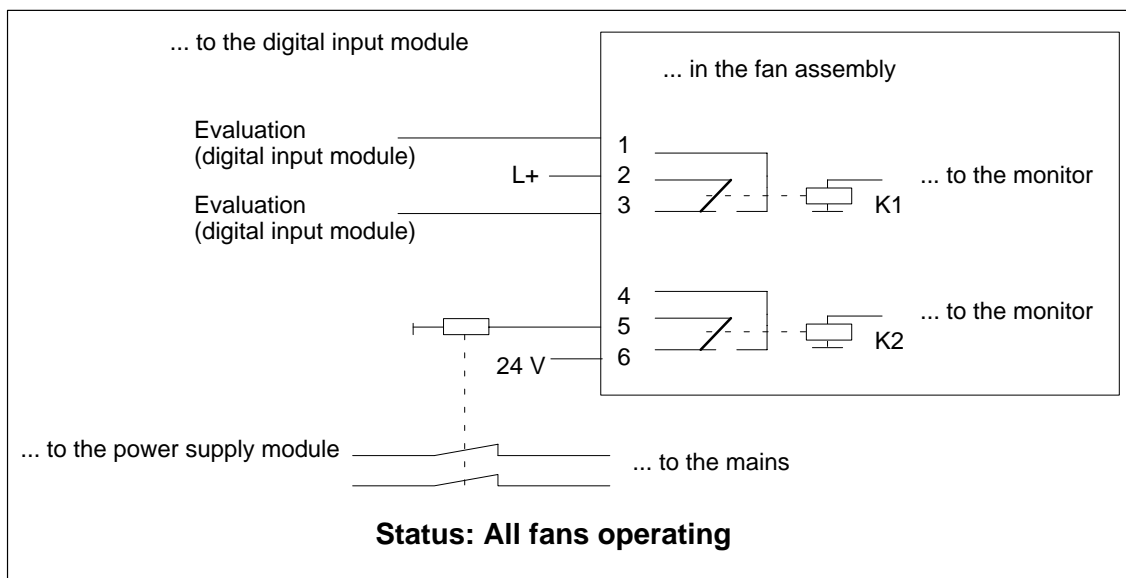 ... to the digital input module
... in the fan assembly
Evaluation
(digital input module)
1
L+
2
... to the monitor
Evaluation
(digital input module)
3
K1
4
... to the monitor
5
K2
24 V
6
... to the power supply module
... to the mains
Status: All fans operating